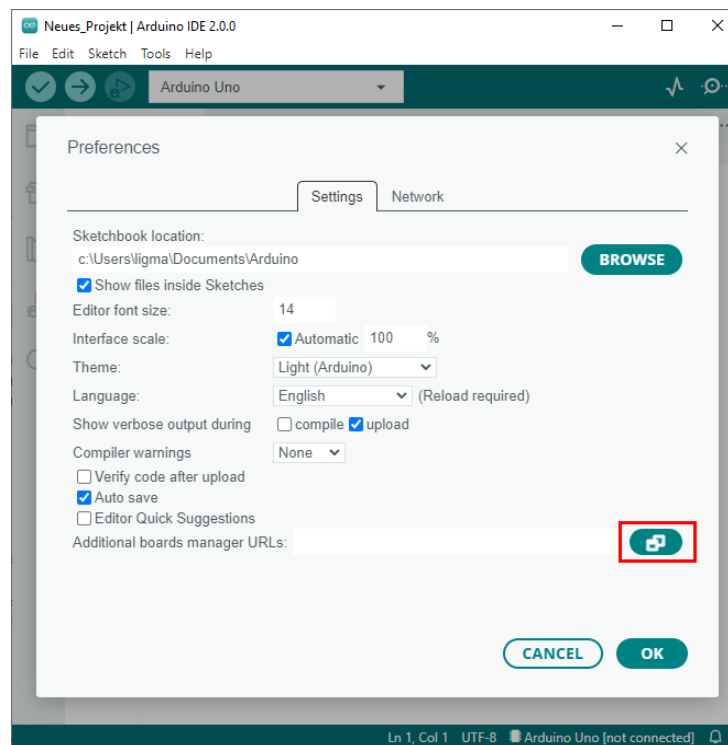 Neues_Projekt | Arduino IDE 2.0.0
File Edit Sketch Tools Help
Arduino Uno
Preferences
Settings Network
Sketchbook location:
c:\Users\ligma\Documents\Arduino BROWSE
Show files inside Sketches
Editor font size: 14
Interface scale: Automatic 100 %
Theme: Light (Arduino)
Language: English (Reload required)
Show verbose output during compile upload
Compiler warnings None
Verify code after upload
Auto save
Editor Quick Suggestions
Additional boards manager URLs:
CANCEL OK
Ln 1, Col 1 UTF-8 Arduino Uno [not connected]